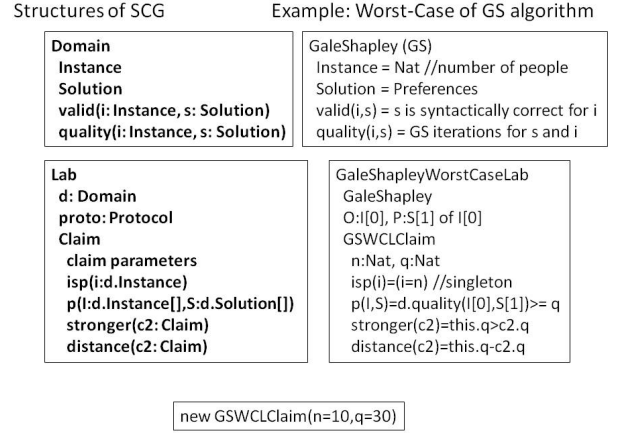 Structures of SCG
Example: Worst-Case of GS algorithm
Domain
Instance
Solution
valid(i: Instance, s: Solution)
quality(i: Instance, s: Solution)
GaleShapley (GS)
Instance = Nat //number of people
Solution = Preferences
valid(i,s) = s is syntactically correct for i
quality(i,s) = GS iterations for s and i
Lab
d: Domain
proto: Protocol
Claim
claim parameters
isp(i:d.Instance)
p(I:d.Instance[],S:d.Solution[])
stronger(c2: Claim)
distance(c2: Claim)
GaleShapleyWorstCaseLab
GaleShapley
O:I[0], P:S[1] of I[0]
GSWCLClaim
n:Nat, q:Nat
isp(i)=(i=n) //singleton
p(I,S)=d.quality(I[0],S[1])>= q
stronger(c2)=this.q>c2.q
distance(c2)=this.q-c2.q
new GSWCLClaim(n=10,q=30)